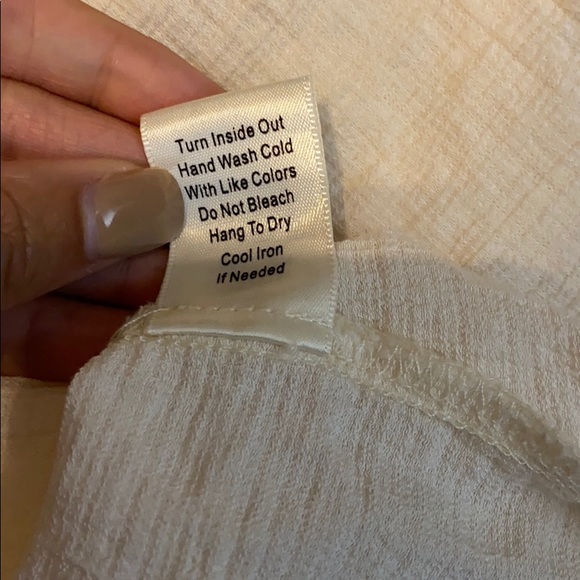 Turn Inside Out
Hand Wash Cold
With Like Colors
Do Not Bleach
Hang To Dry
Cool Iron
If Needed